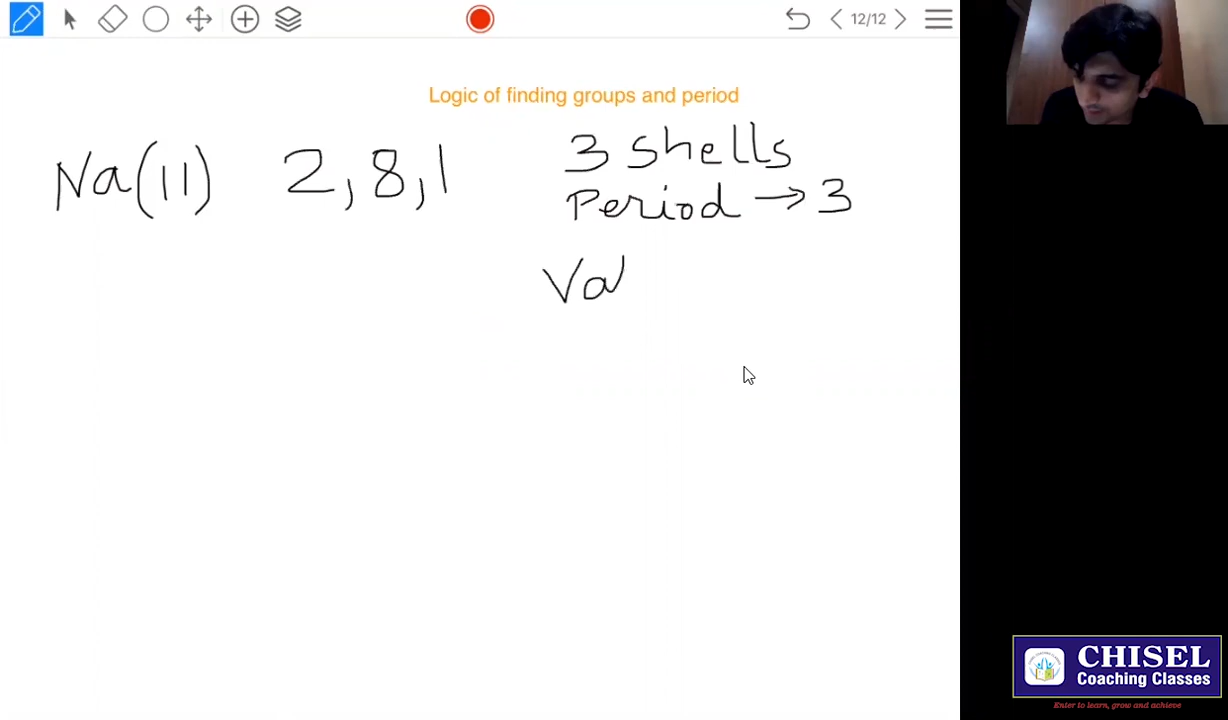 12/12
Logic of finding groups and period
Na(11) 2,8,1
3 shells
Period → 3
Val
CHISEL
Coaching Classes
Enter to learn, grow and achieve